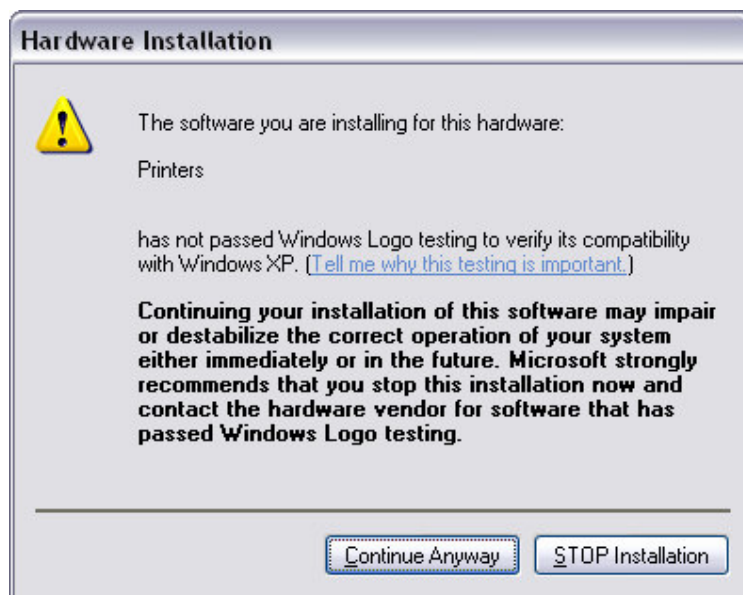 Hardware Installation
The software you are installing for this hardware:
Printers
has not passed Windows Logo testing to verify its compatibility
with Windows XP. (Tell me why this testing is important.)
Continuing your installation of this software may impair
or destabilize the correct operation of your system
either immediately or in the future. Microsoft strongly
recommends that you stop this installation now and
contact the hardware vendor for software that has
passed Windows Logo testing.
Continue Anyway
STOP Installation